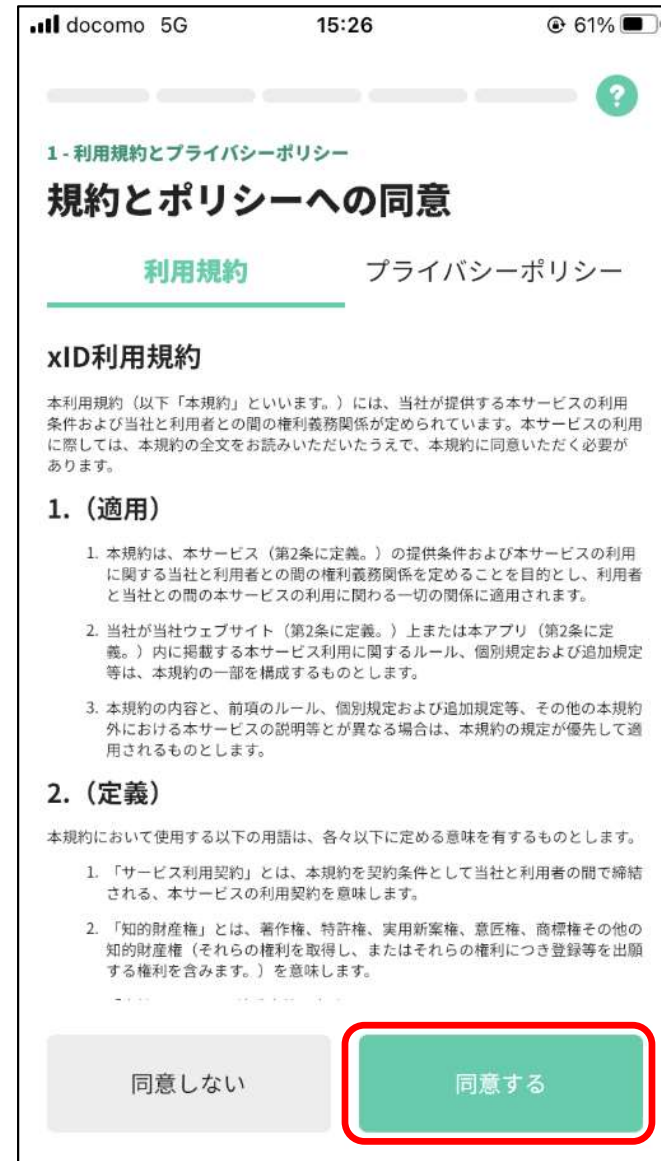 docomo 5G 15:26 61%
?
1 - 利用規約とプライバシーポリシー
規約とポリシーへの同意
利用規約 プライバシーポリシー
xID利用規約
本利用規約（以下「本規約」といいます。）には、当社が提供する本サービスの利用
条件および当社と利用者との間の権利義務関係が定められています。本サービスの利用
に際しては、本規約の全文をお読みいただいたうえで、本規約に同意いただく必要が
あります。
1.（適用）
1. 本規約は、本サービス（第2条に定義。）の提供条件および本サービスの利用
に関する当社と利用者との間の権利義務関係を定めることを目的とし、利用者
と当社との間の本サービスの利用に関わる一切の関係に適用されます。
2. 当社が当社ウェブサイト（第2条に定義。）上または本アプリ（第2条に定
義。）内に掲載する本サービス利用に関するルール、個別規定および追加規定
等は、本規約の一部を構成するものとします。
3. 本規約の内容と、前項のルール、個別規定および追加規定等、その他の本規約
外における本サービスの説明等とが異なる場合は、本規約の規定が優先して適
用されるものとします。
2.（定義）
本規約において使用する以下の用語は、各々以下に定める意味を有するものとします。
1. 「サービス利用契約」とは、本規約を契約条件として当社と利用者の間で締結
される、本サービスの利用契約を意味します。
2. 「知的財産権」とは、著作権、特許権、実用新案権、意匠権、商標権その他の
知的財産権（それらの権利を取得し、またはそれらの権利につき登録等を出願
する権利を含みます。）を意味します。
同意しない 同意する